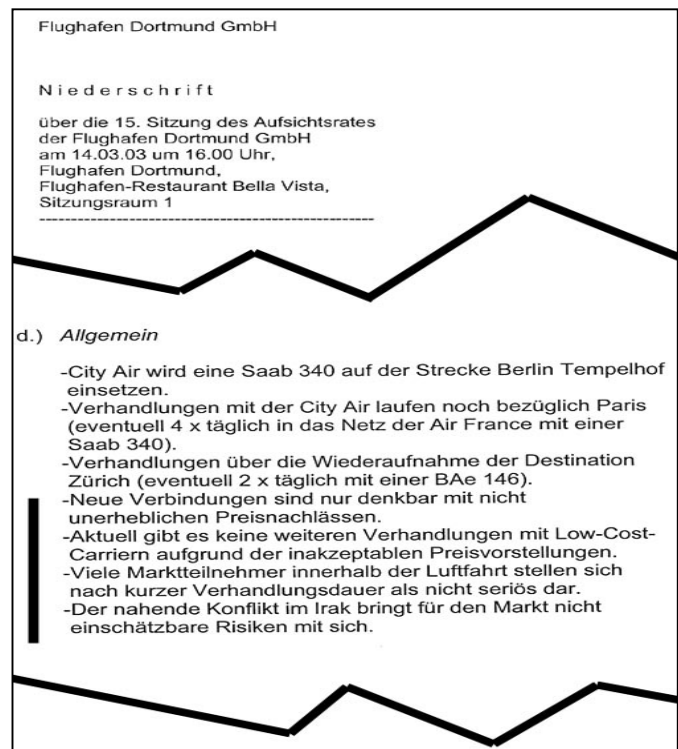 Flughafen Dortmund GmbH
N i e d e r s c h r i f t
über die 15. Sitzung des Aufsichtsrates
der Flughafen Dortmund GmbH
am 14.03.03 um 16.00 Uhr,
Flughafen Dortmund,
Flughafen-Restaurant Bella Vista,
Sitzungsraum 1
-----------------------------------------------------
d.) Allgemein
-City Air wird eine Saab 340 auf der Strecke Berlin Tempelhof
einsetzen.
-Verhandlungen mit der City Air laufen noch bezüglich Paris
(eventuell 4 x täglich in das Netz der Air France mit einer
Saab 340).
-Verhandlungen über die Wiederaufnahme der Destination
Zürich (eventuell 2 x täglich mit einer BAe 146).
-Neue Verbindungen sind nur denkbar mit nicht
unerheblichen Preisnachlässen.
-Aktuell gibt es keine weiteren Verhandlungen mit Low-Cost-
Carriern aufgrund der inakzeptablen Preisvorstellungen.
-Viele Marktteilnehmer innerhalb der Luftfahrt stellen sich
nach kurzer Verhandlungsdauer als nicht seriös dar.
-Der nahende Konflikt im Irak bringt für den Markt nicht
einschätzbare Risiken mit sich.